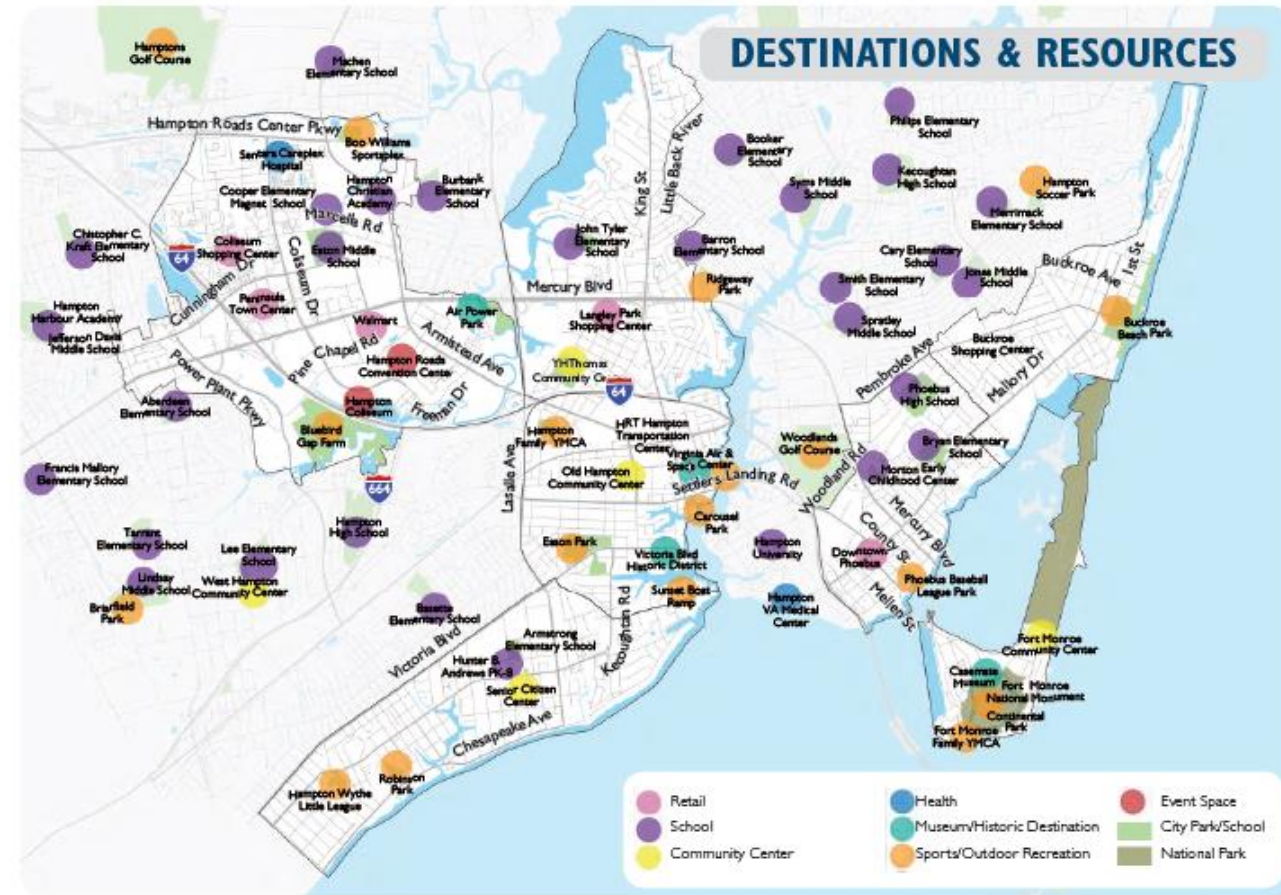 DESTINATIONS & RESOURCES
Hamptons
Golf Course
Machen
Elementary School
Hampton Roads Center Pkwy
Boo Williams
Sportsplex
Sentara Careplex
Hospital
Hampton
Christian
Academy
Burbank
Elementary
School
Cooper Elementary
Magnet School
Marcella Rd
Chistopher C.
Kraft Elementary
School
64
Coliseum
Shopping Center
Coliseum Dr
Eaton Middle
School
Cunningham Dr
Peninsula
Town Center
Hampton
Harbour Academy
Jefferson Davis
Middle School
Walmart
Air Power
Park
Mercury Blvd
Pine Chapel Rd
Armistead Ave
Hampton Roads
Convention Cente
Power Plant Pkwy
Freeman Dr
Hampton
Coliseum
Aberdeen
Elementary School
Bluebird
Gap Farm
Francis Mallory
Elementary School
664
Hampton
High School
Tarrant
Elementary School
Lee Elementary
School
Lindsay
Middle School
West Hampton
Community Center
Briarfield
Park
King St
Little Back River
John Tyler
Elementary
School
Barron
Elementary School
Ridgeway
Park
Langley Park
Shopping Center
YHThomas
Community Ce
64
Lasalle Ave
Hampton
Family YMCA
HRT Hampton
Transportation
Center
Old Hampton
Community Center
Virginia Air &
Space Center
Settlers Landing Rd
Carousel
Park
Eason Park
Victoria Blvd
Historic District
Sunset Boat
Ramp
Kecoughtan Rd
Victoria Blvd
Armstrong
Elementary School
Hunter B.
Andrews PK-8
Senior Citizen
Center
Chesapeake Ave
Robinson
Park
Hampton Wythe
Little League
Booker
Elementary
School
Philips Elementary
School
Syms Middle
School
Kecoughtan
High School
Hampton
Soccer Park
Merrimack
Elementary School
Cary Elementary
School
Jones Middle
School
Smith Elementary
School
Spratley
Middle School
Buckroe Ave
1st St
Buckroe
Beach Park
Buckroe
Shopping Center
Pembroke Ave
Mallory Dr
Phoebus
High School
Woodlands
Golf Course
Woodland Rd
Bryan Elementary
School
Morton Early
Childhood Center
Mercury Blvd
County St
Hampton
University
Downtown
Phoebus
Mellen St
Phoebus Baseball
League Park
Hampton
VA Medical
Center
Fort Monroe
Community Center
Casemate
Museum
Fort Monroe
National Monument
Continental
Park
Fort Monroe
Family YMCA
Retail
School
Community Center
Health
Museum/Historic Destination
Sports/Outdoor Recreation
Event Space
City Park/School
National Park